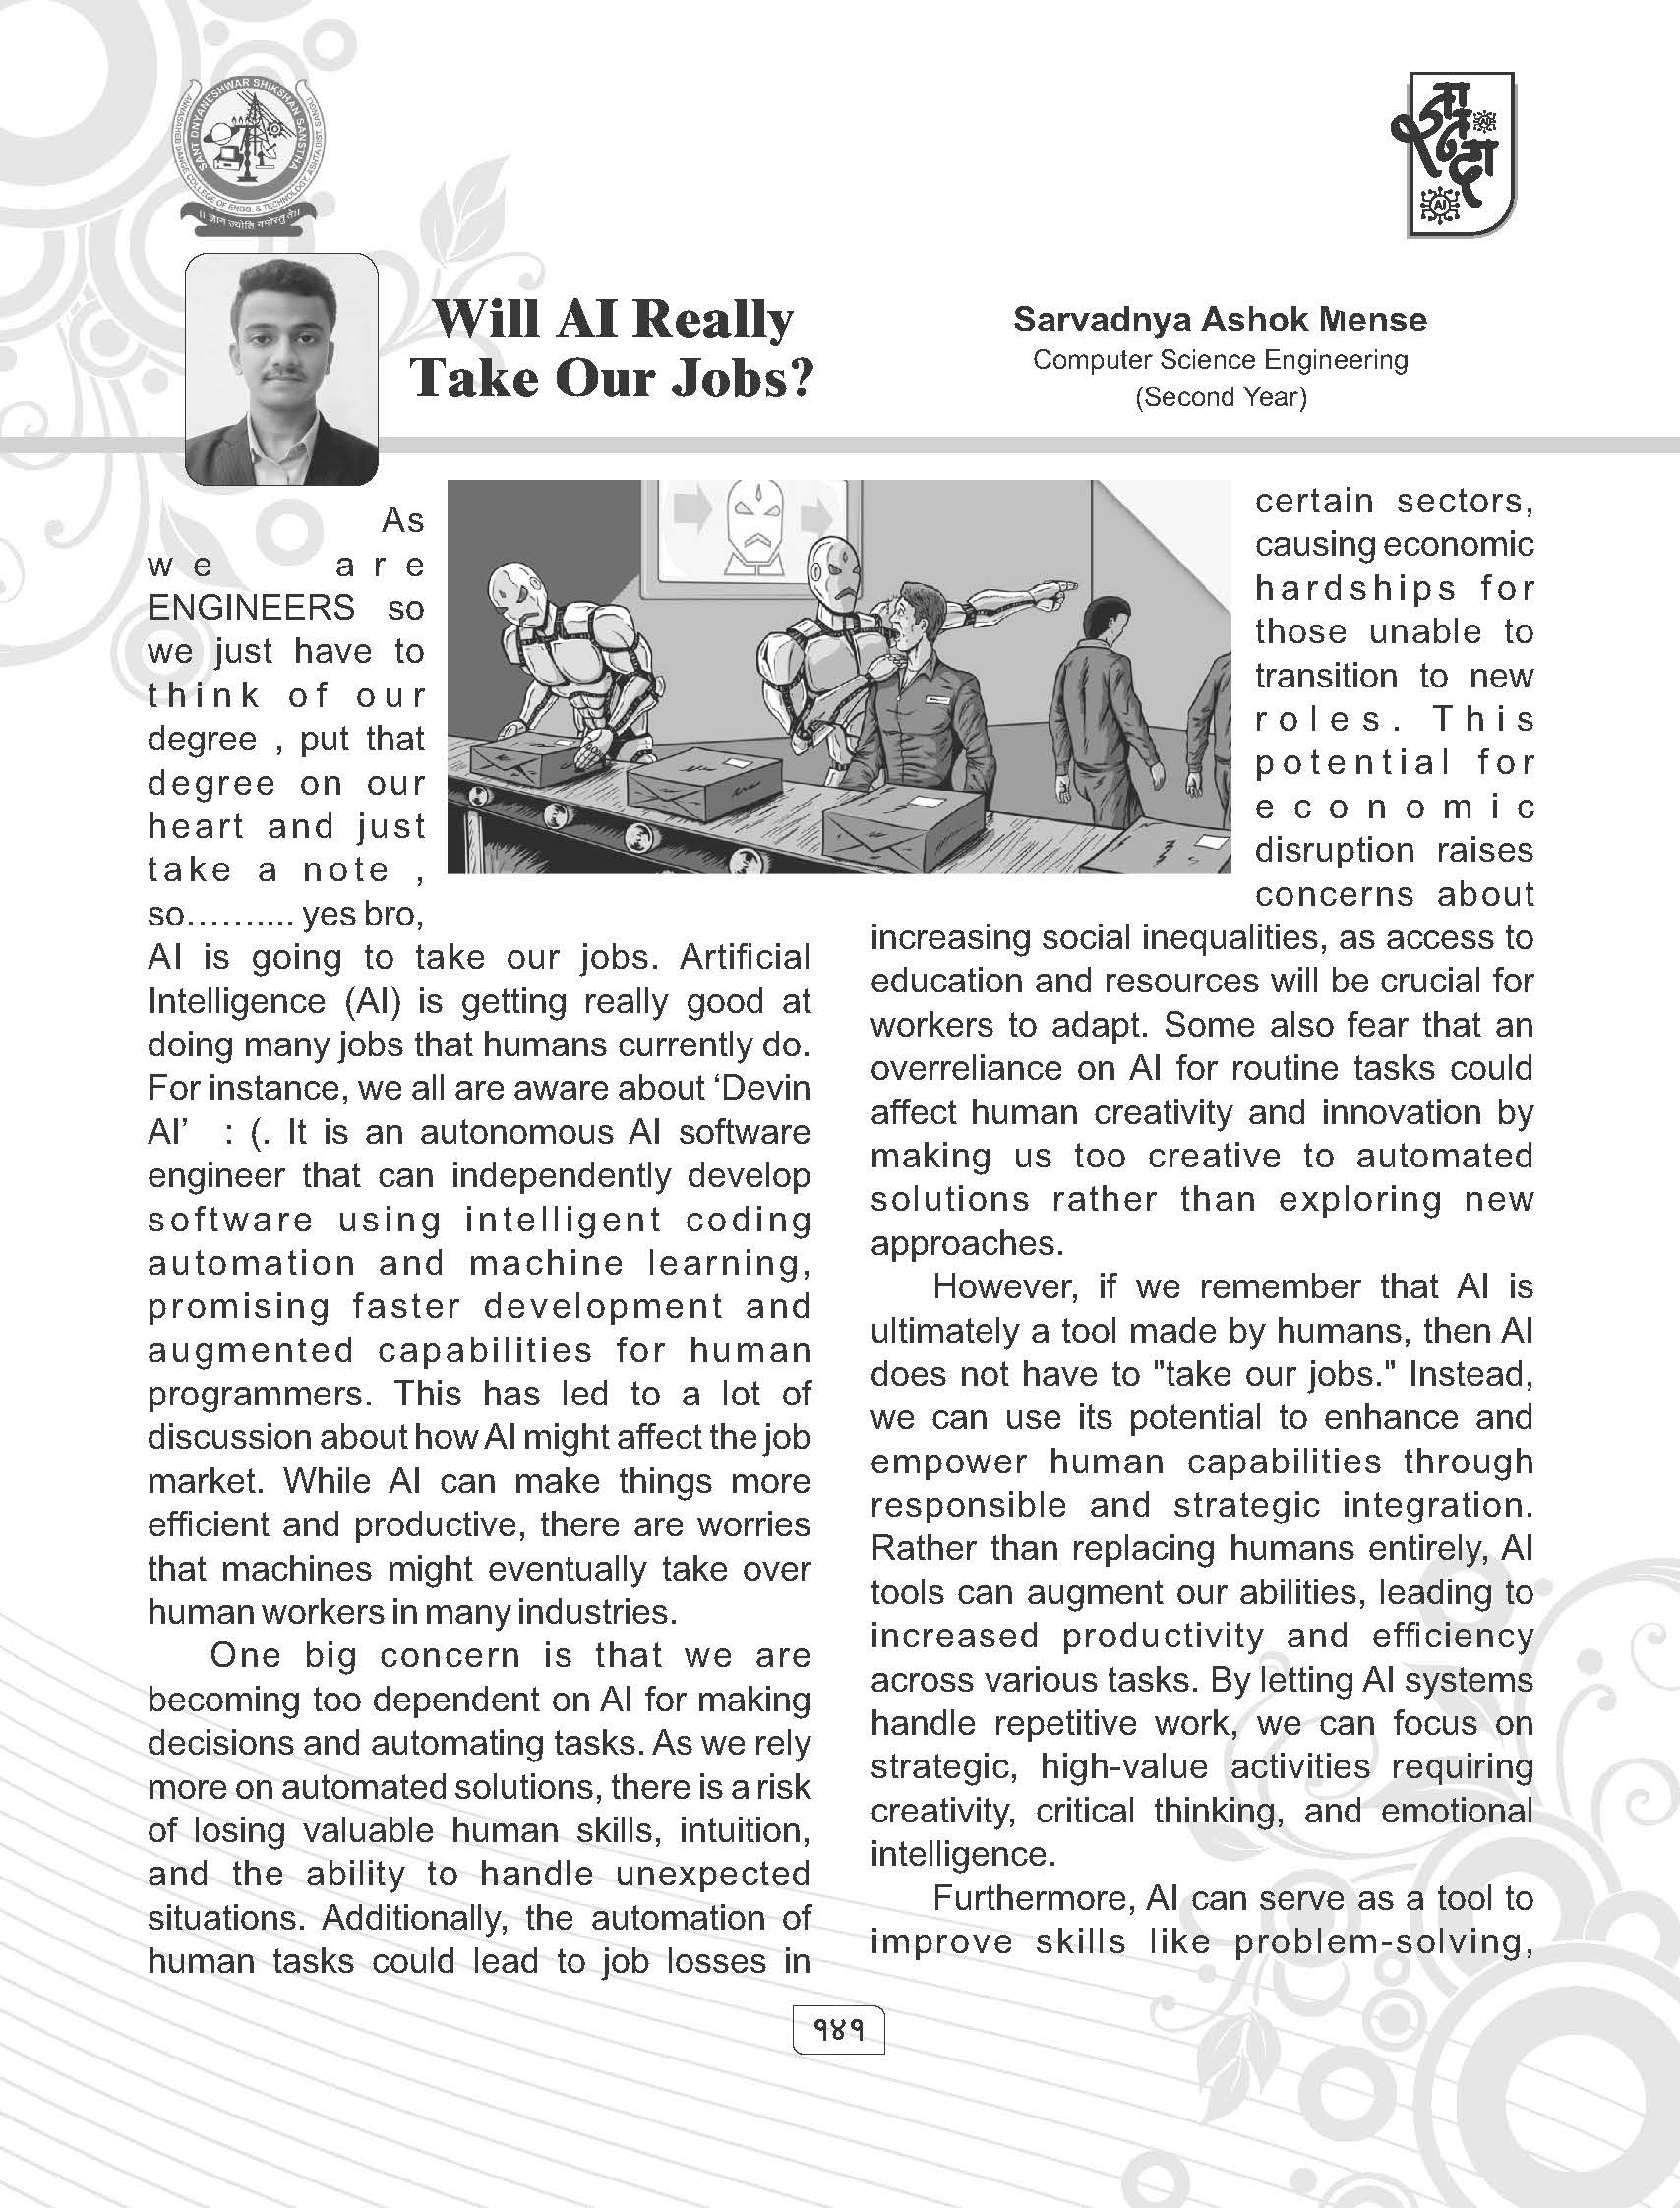 SANT DNYANESHWAR SHIKSHAN SANSTHA
ANNASAHEB DANGE COLLEGE OF ENGG. & TECHNOLOGY, ASHTA DIST. SANGLI
AI
AI
Will AI Really
Take Our Jobs?
Sarvadnya Ashok Mense
Computer Science Engineering
(Second Year)
As
we are
ENGINEERS so
we just have to
think of our
degree , put that
degree on our
heart and just
take a note ,
so.......... yes bro,
AI is going to take our jobs. Artificial
Intelligence (AI) is getting really good at
doing many jobs that humans currently do.
For instance, we all are aware about ‘Devin
AI’ : (. It is an autonomous AI software
engineer that can independently develop
software using intelligent coding
automation and machine learning,
promising faster development and
augmented capabilities for human
programmers. This has led to a lot of
discussion about how AI might affect the job
market. While AI can make things more
efficient and productive, there are worries
that machines might eventually take over
human workers in many industries.
One big concern is that we are
becoming too dependent on AI for making
decisions and automating tasks. As we rely
more on automated solutions, there is a risk
of losing valuable human skills, intuition,
and the ability to handle unexpected
situations. Additionally, the automation of
human tasks could lead to job losses in
certain sectors,
causing economic
hardships for
those unable to
transition to new
roles. This
potential for
economic
disruption raises
concerns about
increasing social inequalities, as access to
education and resources will be crucial for
workers to adapt. Some also fear that an
overreliance on AI for routine tasks could
affect human creativity and innovation by
making us too creative to automated
solutions rather than exploring new
approaches.
However, if we remember that AI is
ultimately a tool made by humans, then AI
does not have to "take our jobs." Instead,
we can use its potential to enhance and
empower human capabilities through
responsible and strategic integration.
Rather than replacing humans entirely, AI
tools can augment our abilities, leading to
increased productivity and efficiency
across various tasks. By letting AI systems
handle repetitive work, we can focus on
strategic, high-value activities requiring
creativity, critical thinking, and emotional
intelligence.
Furthermore, AI can serve as a tool to
improve skills like problem-solving,
१४१